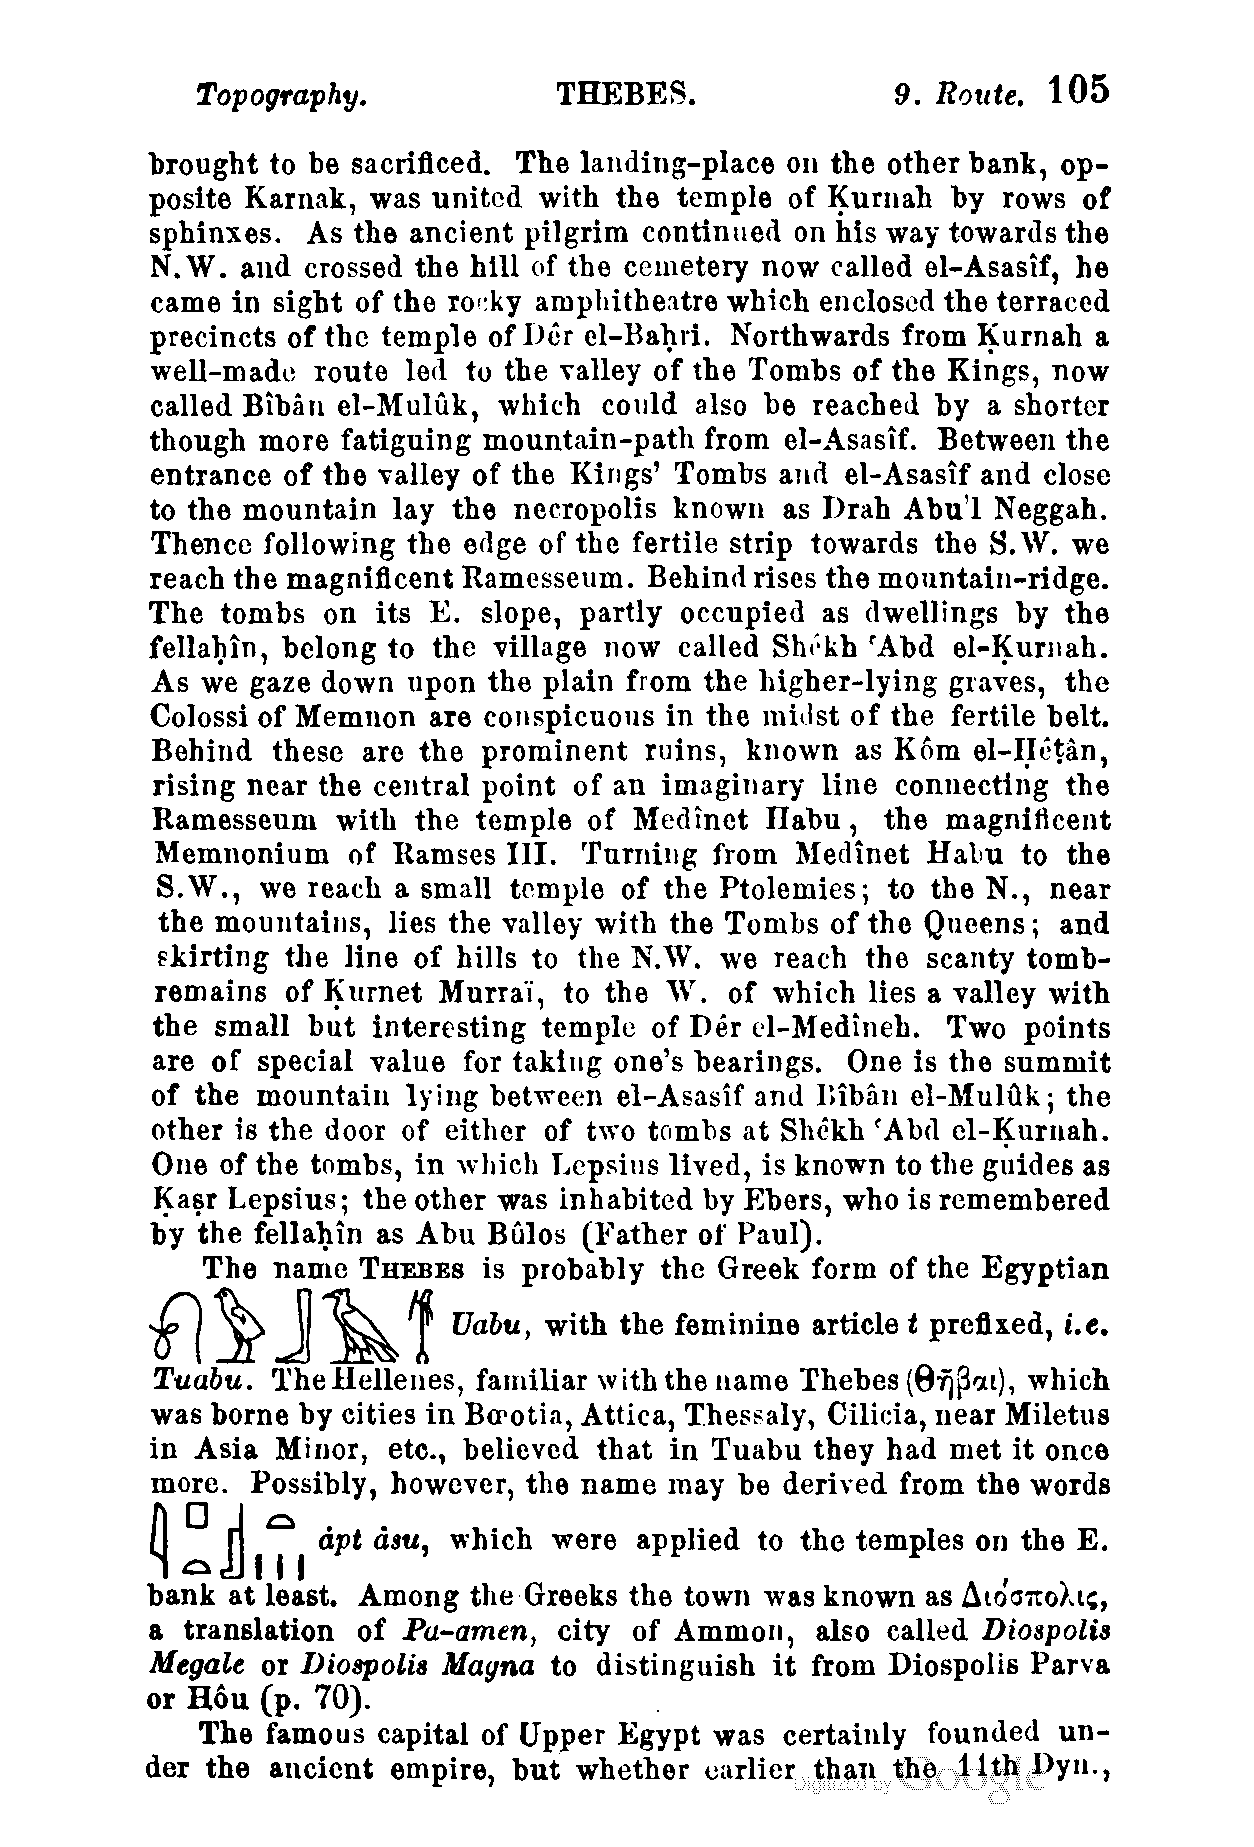 Topography. THEBES. 9. Route. 105
brought to be sacrificed. The landing-place on the other bank, op-
posite Karnak, was united with the temple of Ḳurnah by rows of
sphinxes. As the ancient pilgrim continued on his way towards the
N.W. and crossed the hill of the cemetery now called el-Asasîf, he
came in sight of the rocky amphitheatre which enclosed the terraced
precincts of the temple of Dêr el-Baḥri. Northwards from Ḳurnah a
well-made route led to the valley of the Tombs of the Kings, now
called Bîbân el-Mulûk, which could also be reached by a shorter
though more fatiguing mountain-path from el-Asasîf. Between the
entrance of the valley of the Kings' Tombs and el-Asasîf and close
to the mountain lay the necropolis known as Drah Abu'l Neggah.
Thence following the edge of the fertile strip towards the S.W. we
reach the magnificent Ramesseum. Behind rises the mountain-ridge.
The tombs on its E. slope, partly occupied as dwellings by the
fellaḥîn, belong to the village now called Shêkh ʿAbd el-Ḳurnah.
As we gaze down upon the plain from the higher-lying graves, the
Colossi of Memnon are conspicuous in the midst of the fertile belt.
Behind these are the prominent ruins, known as Kôm el-Ḥêṭân,
rising near the central point of an imaginary line connecting the
Ramesseum with the temple of Medînet Habu, the magnificent
Memnonium of Ramses III. Turning from Medînet Habu to the
S.W., we reach a small temple of the Ptolemies; to the N., near
the mountains, lies the valley with the Tombs of the Queens; and
skirting the line of hills to the N.W. we reach the scanty tomb-
remains of Ḳurnet Murraï, to the W. of which lies a valley with
the small but interesting temple of Dér el-Medîneh. Two points
are of special value for taking one's bearings. One is the summit
of the mountain lying between el-Asasîf and Bîbân el-Mulûk; the
other is the door of either of two tombs at Shêkh ʿAbd el-Ḳurnah.
One of the tombs, in which Lepsius lived, is known to the guides as
Ḳaṣr Lepsius; the other was inhabited by Ebers, who is remembered
by the fellaḥîn as Abu Bûlos (Father of Paul).
The name THEBES is probably the Greek form of the Egyptian
Uabu, with the feminine article t prefixed, i.e.
Tuabu. The Hellenes, familiar with the name Thebes (Θῆβαι), which
was borne by cities in Bœotia, Attica, Thessaly, Cilicia, near Miletus
in Asia Minor, etc., believed that in Tuabu they had met it once
more. Possibly, however, the name may be derived from the words
ȧpt ȧsu, which were applied to the temples on the E.
bank at least. Among the Greeks the town was known as Διόσπολις,
a translation of Pa-amen, city of Ammon, also called Diospolis
Megale or Diospolis Magna to distinguish it from Diospolis Parva
or Hôu (p. 70).
The famous capital of Upper Egypt was certainly founded un-
der the ancient empire, but whether earlier than the 11th Dyn.,
Digitized by Google